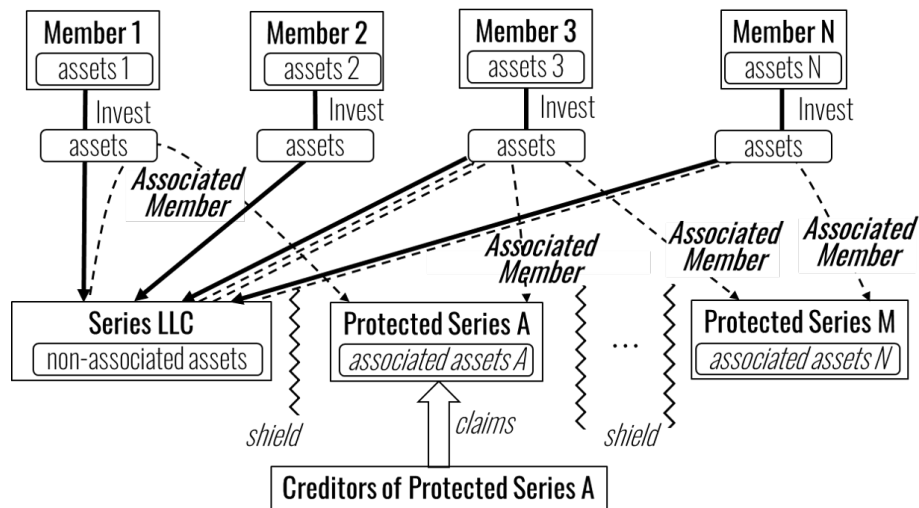 Member 1
assets 1
Member 2
assets 2
Member 3
assets 3
Member N
assets N
Invest
Invest
Invest
Invest
assets
assets
assets
assets
Associated
Member
Associated
Member
Associated
Member
Associated
Member
Series LLC
non-associated assets
Protected Series A
associated assets A
...
Protected Series M
associated assets N
shield
claims
shield
Creditors of Protected Series A